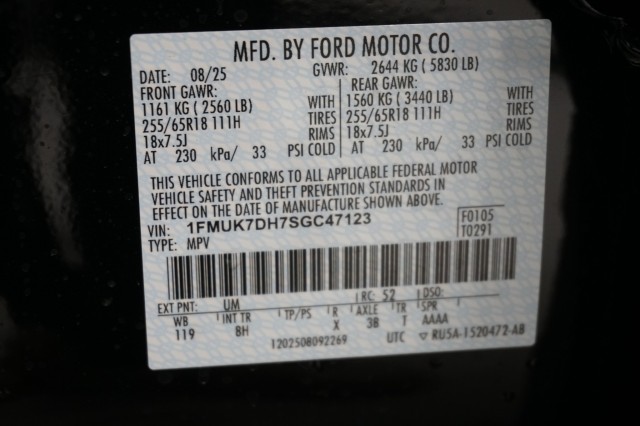 MFD. BY FORD MOTOR CO.
DATE: 08/25 GVWR: 2644 KG ( 5830 LB)
FRONT GAWR: REAR GAWR:
1161 KG ( 2560 LB) WITH 1560 KG ( 3440 LB) WITH
255/65R18 111H TIRES 255/65R18 111H TIRES
18x7.5J RIMS 18x7.5J RIMS
AT 230 kPa/ 33 PSI COLD AT 230 kPa/ 33 PSI COLD
THIS VEHICLE CONFORMS TO ALL APPLICABLE FEDERAL MOTOR
VEHICLE SAFETY AND THEFT PREVENTION STANDARDS IN
EFFECT ON THE DATE OF MANUFACTURE SHOWN ABOVE.
VIN: 1FMUK7DH7SGC47123 F0105
TYPE: MPV T0291
EXT PNT: UM RC: 52 DSO:
WB INT TR TP/PS R AXLE TR SPR
119 8H X 3B T AAAA
1202508092269 UTC ▽ RU5A-1520472-AB